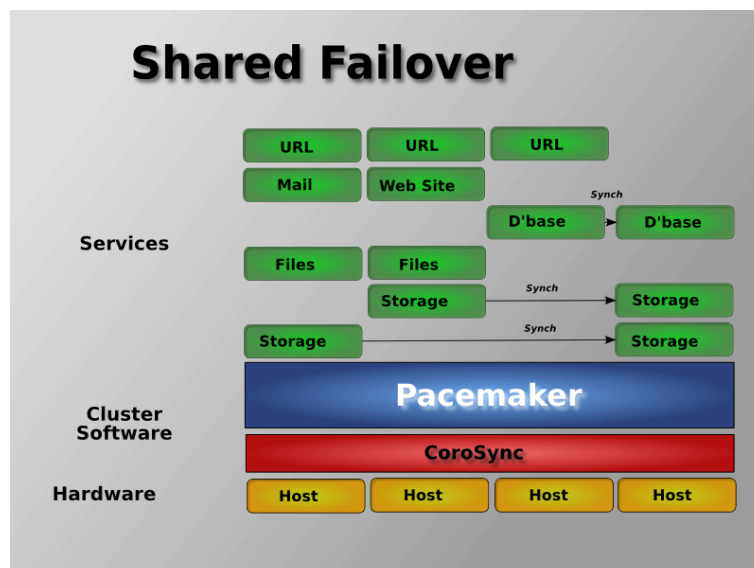 Shared Failover
URL URL URL
Mail Web Site
Synch
D'base D'base
Services
Files Files
Synch
Storage Storage
Synch
Storage Storage
Pacemaker
Cluster
Software
CoroSync
Hardware
Host Host Host Host